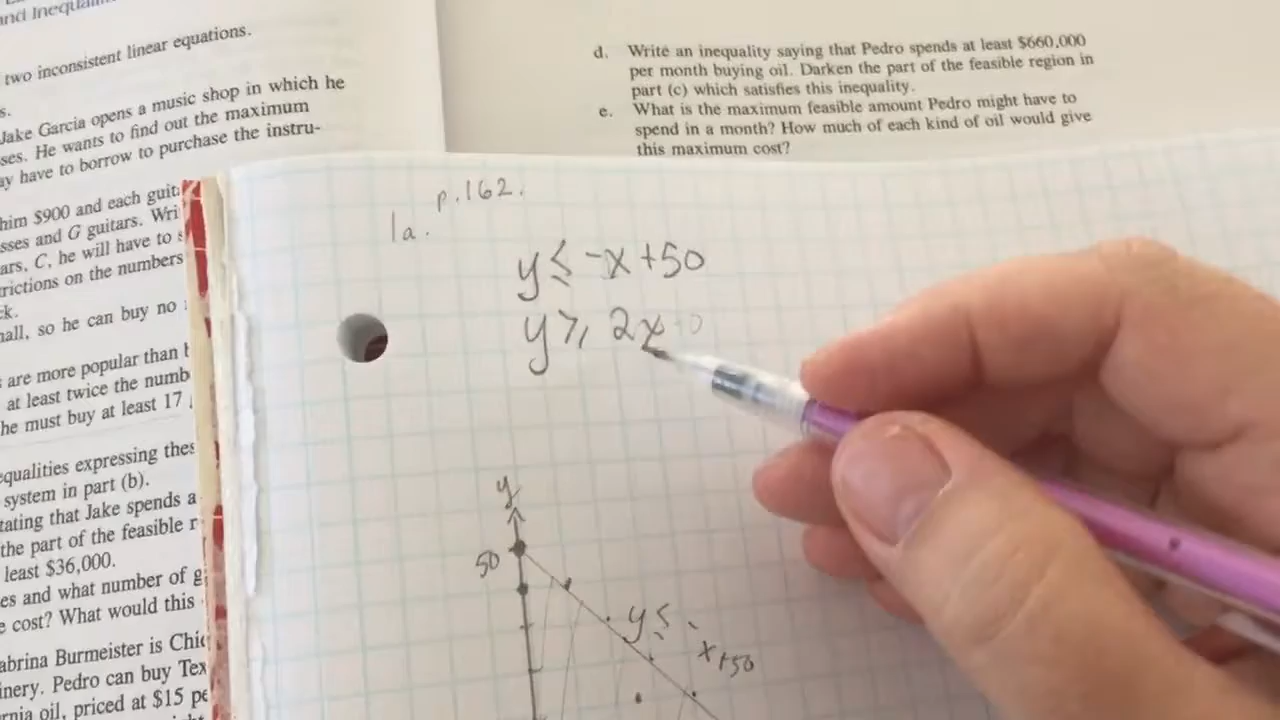 and Inequali
two inconsistent linear equations.
s.
Jake Garcia opens a music shop in which he
ses. He wants to find out the maximum
ay have to borrow to purchase the instru-
him $900 and each guit
sses and G guitars. Wri
ars, C, he will have to s
trictions on the numbers
ck.
nall, so he can buy no
are more popular than b
at least twice the numb
he must buy at least 17
equalities expressing thes
system in part (b).
tating that Jake spends a
the part of the feasible r
least $36,000.
es and what number of g
e cost? What would this
abrina Burmeister is Chie
inery. Pedro can buy Tex
rnia oil, priced at $15 pe
d. Write an inequality saying that Pedro spends at least $660,000
per month buying oil. Darken the part of the feasible region in
part (c) which satisfies this inequality.
e. What is the maximum feasible amount Pedro might have to
spend in a month? How much of each kind of oil would give
this maximum cost?
p.162.
1a.
y ≤ -x +50
y ≥ 2x
y
50
y ≤ -
x+50